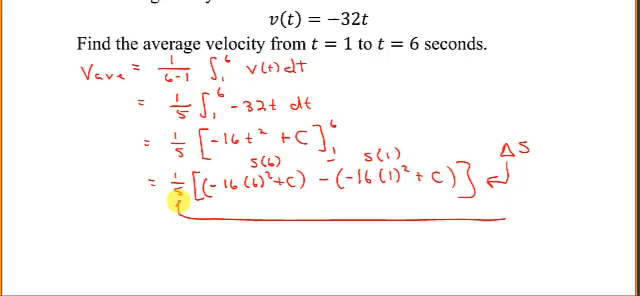 v(t) = −32t
Find the average velocity from t = 1 to t = 6 seconds.
Vave = 1/(6-1) ∫₁⁶ v(t) dt
= 1/5 ∫₁⁶ -32t dt
= 1/5 [-16t² + C]₁⁶
s(6) - s(1) Δs
= 1/5 [(-16(6)²+C) - (-16(1)²+C)]